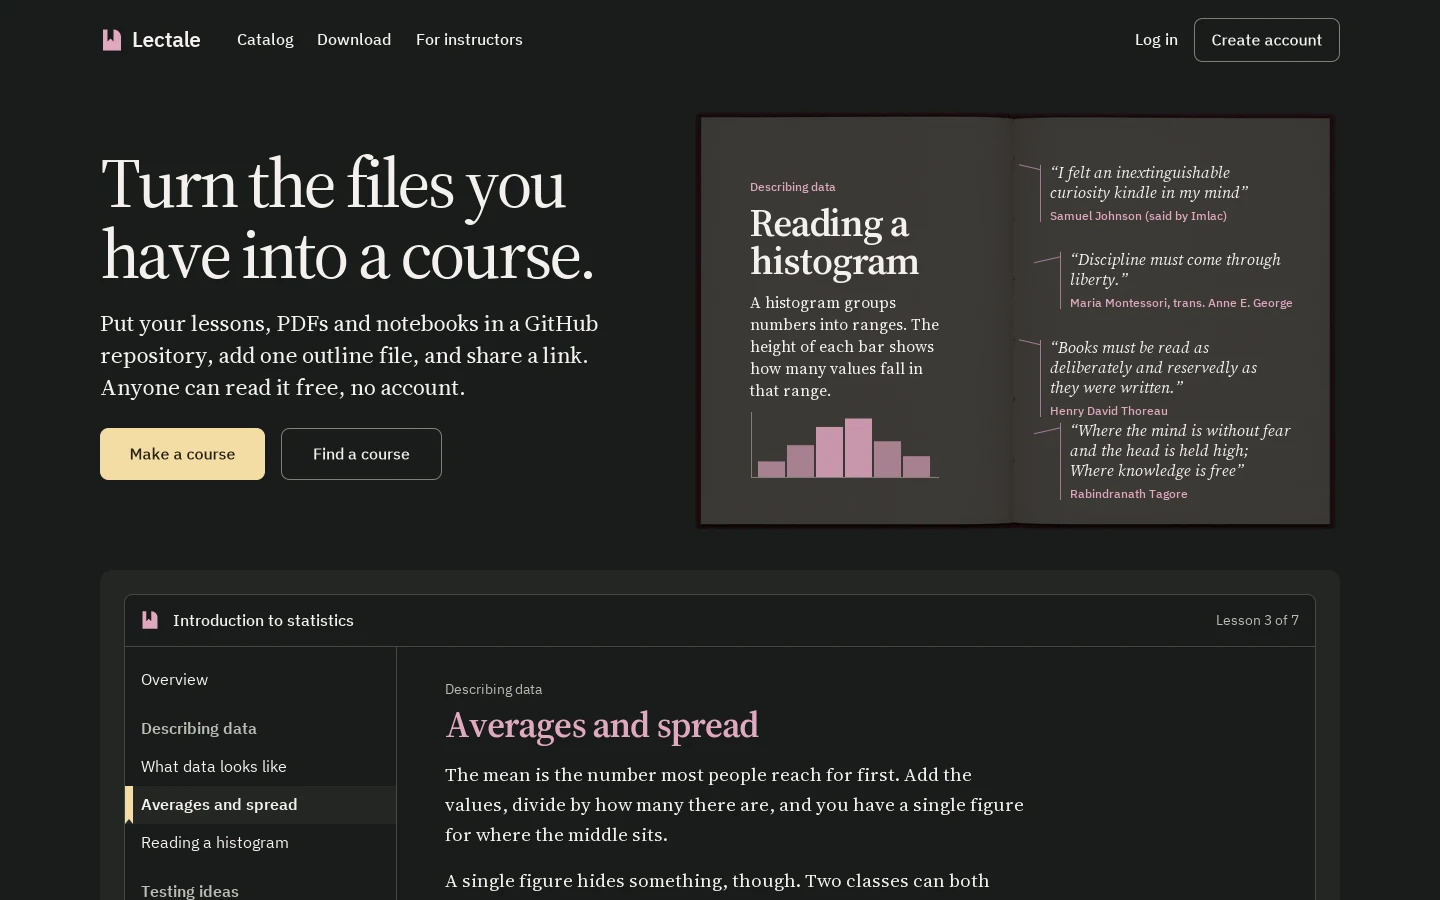 Lectale
Catalog
Download
For instructors
Log in
Create account
Turn the files you
have into a course.
Put your lessons, PDFs and notebooks in a GitHub
repository, add one outline file, and share a link.
Anyone can read it free, no account.
Make a course
Find a course
Describing data
Reading a
histogram
A histogram groups
numbers into ranges. The
height of each bar shows
how many values fall in
that range.
“I felt an inextinguishable
curiosity kindle in my mind”
Samuel Johnson (said by Imlac)
“Discipline must come through
liberty.”
Maria Montessori, trans. Anne E. George
“Books must be read as
deliberately and reservedly as
they were written.”
Henry David Thoreau
“Where the mind is without fear
and the head is held high;
Where knowledge is free”
Rabindranath Tagore
Introduction to statistics
Lesson 3 of 7
Overview
Describing data
What data looks like
Averages and spread
Reading a histogram
Testing ideas
Describing data
Averages and spread
The mean is the number most people reach for first. Add the
values, divide by how many there are, and you have a single figure
for where the middle sits.
A single figure hides something, though. Two classes can both